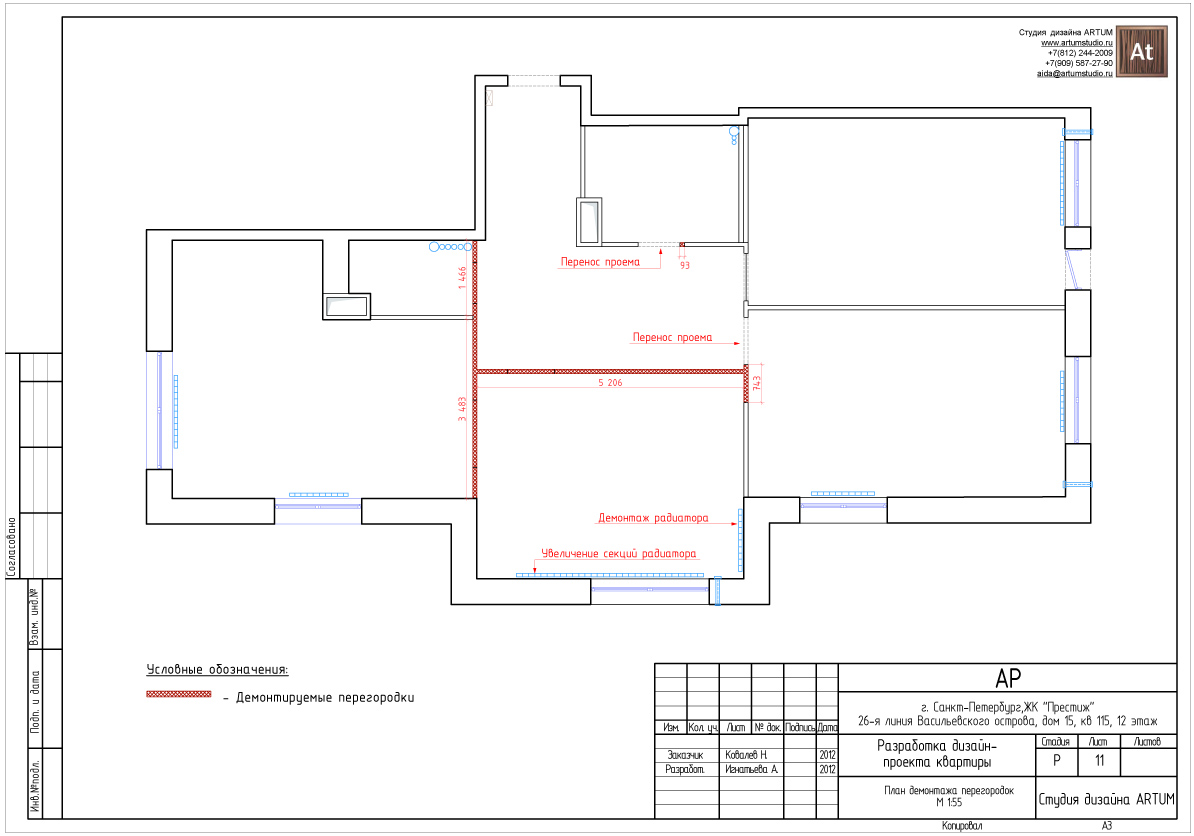 Студия дизайна ARTUM
www.artumstudio.ru
+7(812) 244-2009
+7(909) 587-27-90
aida@artumstudio.ru
At
Перенос проема
93
1 466
Перенос проема
5 206
743
3 483
Демонтаж радиатора
Увеличение секций радиатора
Согласовано
Взам. инд.№
Подп. и дата
Инв.№подл.
Условные обозначения:
- Демонтируемые перегородки
АР
г. Санкт-Петербург,ЖК "Престиж"
26-я линия Васильевского острова, дом 15, кв 115, 12 этаж
Изм. Кол. уч. Лист № док. Подпись Дата
Заказчик Ковалев Н. 2012
Разработ. Игнатьева А. 2012
Разработка дизайн-
проекта квартиры
Стадия Лист Листов
Р 11
План демонтажа перегородок
М 1:55
Студия дизайна ARTUM
Копировал А3